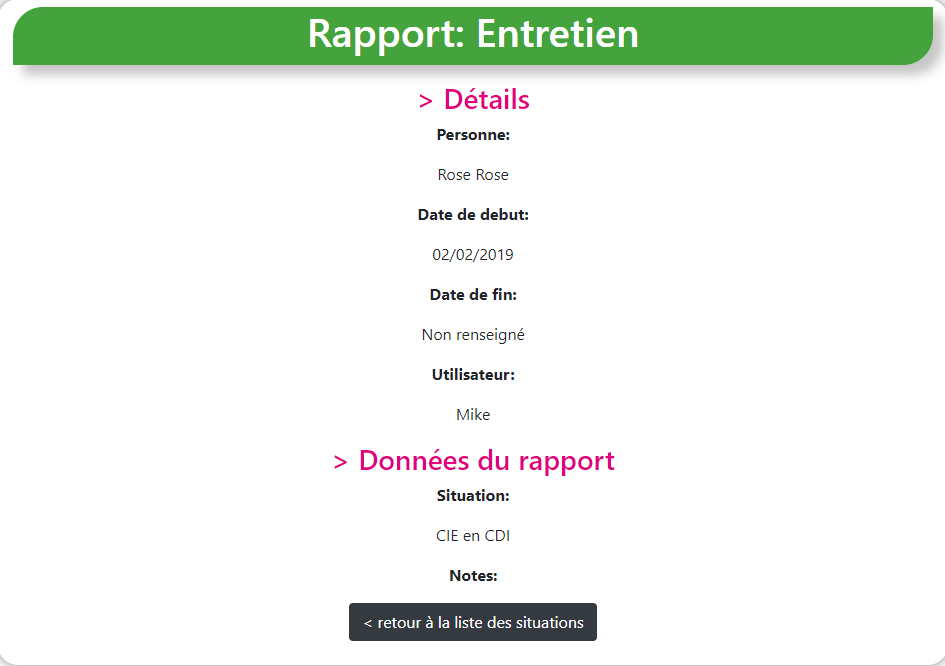 Rapport: Entretien
> Détails
Personne:
Rose Rose
Date de debut:
02/02/2019
Date de fin:
Non renseigné
Utilisateur:
Mike
> Données du rapport
Situation:
CIE en CDI
Notes:
< retour à la liste des situations